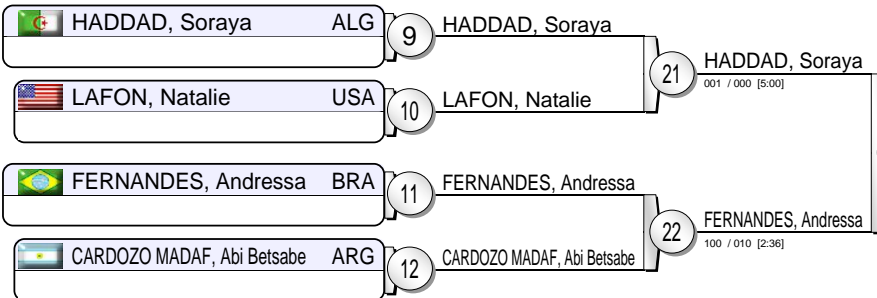 HADDAD, Soraya ALG
9
HADDAD, Soraya
LAFON, Natalie USA
10
LAFON, Natalie
21
HADDAD, Soraya
001 / 000 [5:00]
FERNANDES, Andressa BRA
11
FERNANDES, Andressa
CARDOZO MADAF, Abi Betsabe ARG
12
CARDOZO MADAF, Abi Betsabe
22
FERNANDES, Andressa
100 / 010 [2:36]